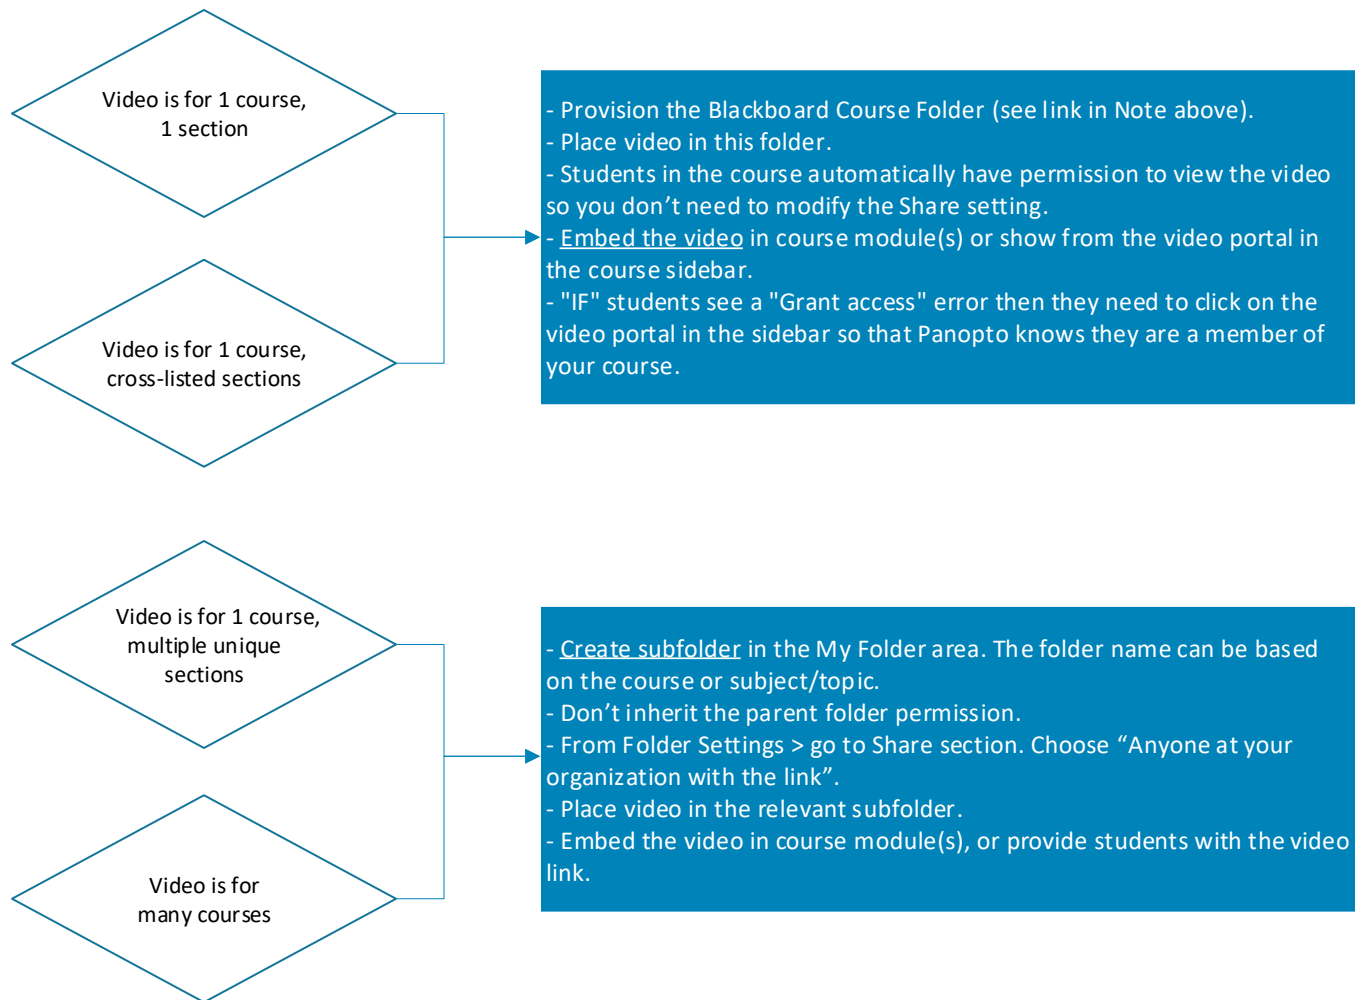 Video is for 1 course,
1 section
Video is for 1 course,
cross-listed sections
- Provision the Blackboard Course Folder (see link in Note above).
- Place video in this folder.
- Students in the course automatically have permission to view the video
so you don’t need to modify the Share setting.
- Embed the video in course module(s) or show from the video portal in
the course sidebar.
- "IF" students see a "Grant access" error then they need to click on the
video portal in the sidebar so that Panopto knows they are a member of
your course.
Video is for 1 course,
multiple unique
sections
Video is for
many courses
- Create subfolder in the My Folder area. The folder name can be based
on the course or subject/topic.
- Don’t inherit the parent folder permission.
- From Folder Settings > go to Share section. Choose “Anyone at your
organization with the link”.
- Place video in the relevant subfolder.
- Embed the video in course module(s), or provide students with the video
link.